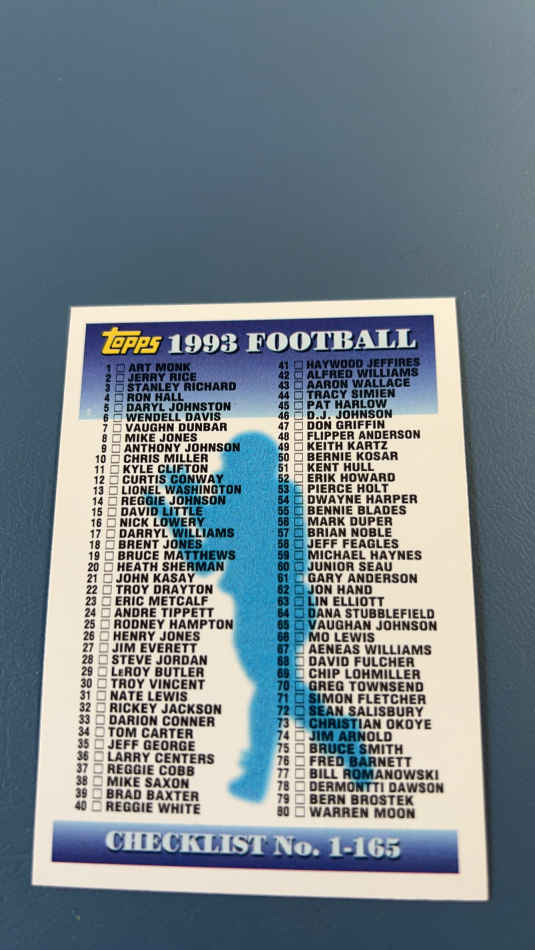 Topps 1993 FOOTBALL
1 ART MONK
2 JERRY RICE
3 STANLEY RICHARD
4 RON HALL
5 DARYL JOHNSTON
6 WENDELL DAVIS
7 VAUGHN DUNBAR
8 MIKE JONES
9 ANTHONY JOHNSON
10 CHRIS MILLER
11 KYLE CLIFTON
12 CURTIS CONWAY
13 LIONEL WASHINGTON
14 REGGIE JOHNSON
15 DAVID LITTLE
16 NICK LOWERY
17 DARRYL WILLIAMS
18 BRENT JONES
19 BRUCE MATTHEWS
20 HEATH SHERMAN
21 JOHN KASAY
22 TROY DRAYTON
23 ERIC METCALF
24 ANDRE TIPPETT
25 RODNEY HAMPTON
26 HENRY JONES
27 JIM EVERETT
28 STEVE JORDAN
29 LeROY BUTLER
30 TROY VINCENT
31 NATE LEWIS
32 RICKEY JACKSON
33 DARION CONNER
34 TOM CARTER
35 JEFF GEORGE
36 LARRY CENTERS
37 REGGIE COBB
38 MIKE SAXON
39 BRAD BAXTER
40 REGGIE WHITE
41 HAYWOOD JEFFIRES
42 ALFRED WILLIAMS
43 AARON WALLACE
44 TRACY SIMIEN
45 PAT HARLOW
46 D.J. JOHNSON
47 DON GRIFFIN
48 FLIPPER ANDERSON
49 KEITH KARTZ
50 BERNIE KOSAR
51 KENT HULL
52 ERIK HOWARD
53 PIERCE HOLT
54 DWAYNE HARPER
55 BENNIE BLADES
56 MARK DUPER
57 BRIAN NOBLE
58 JEFF FEAGLES
59 MICHAEL HAYNES
60 JUNIOR SEAU
61 GARY ANDERSON
62 JON HAND
63 LIN ELLIOTT
64 DANA STUBBLEFIELD
65 VAUGHAN JOHNSON
66 MO LEWIS
67 AENEAS WILLIAMS
68 DAVID FULCHER
69 CHIP LOHMILLER
70 GREG TOWNSEND
71 SIMON FLETCHER
72 SEAN SALISBURY
73 CHRISTIAN OKOYE
74 JIM ARNOLD
75 BRUCE SMITH
76 FRED BARNETT
77 BILL ROMANOWSKI
78 DERMONTTI DAWSON
79 BERN BROSTEK
80 WARREN MOON
CHECKLIST No. 1-165